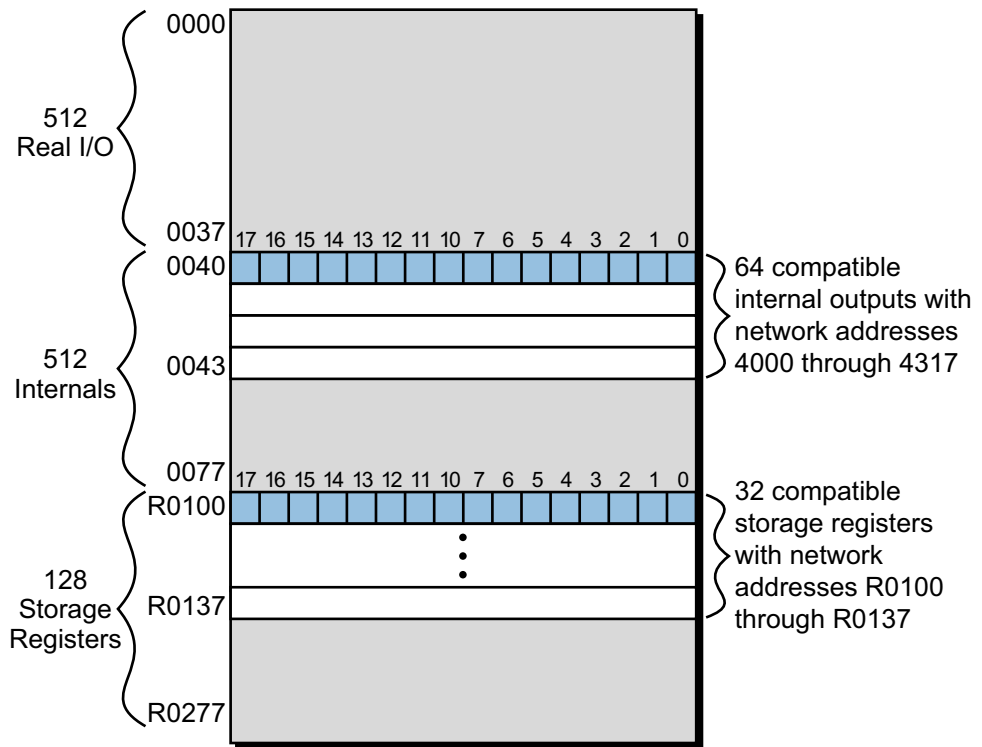 0000
512
Real I/O
0037
17 16 15 14 13 12 11 10 7 6 5 4 3 2 1 0
0040
64 compatible
internal outputs with
network addresses
4000 through 4317
512
Internals
0043
0077
17 16 15 14 13 12 11 10 7 6 5 4 3 2 1 0
R0100
32 compatible
storage registers
with network
addresses R0100
through R0137
128
Storage
Registers
R0137
R0277